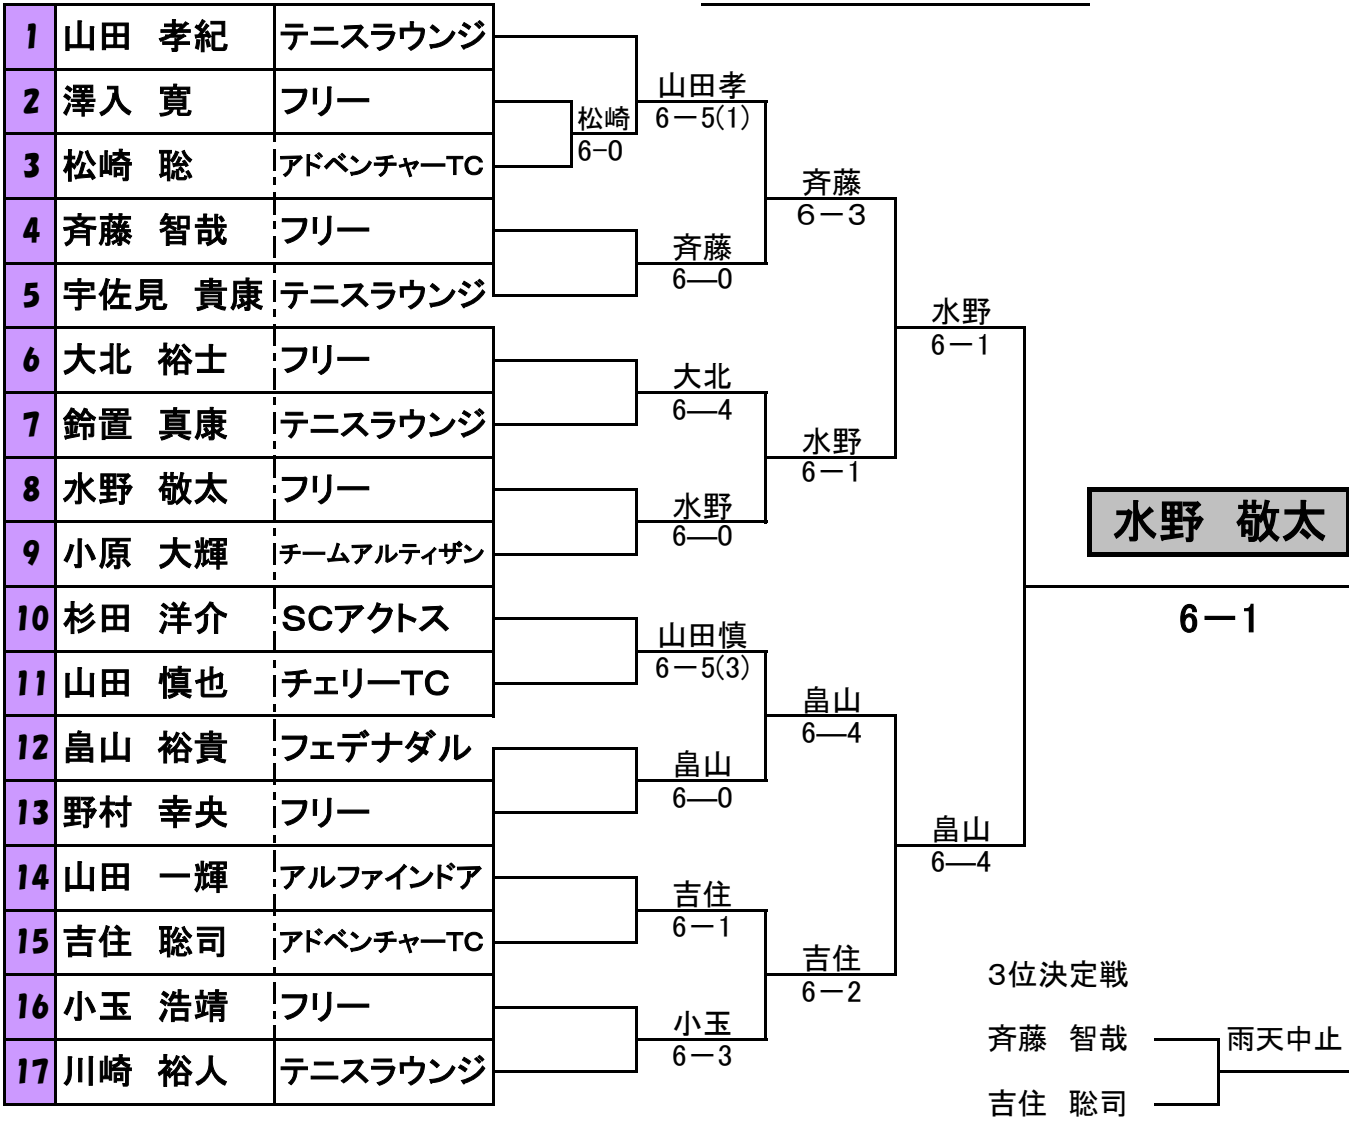 1 山田 孝紀 テニスラウンジ
2 澤入 寛 フリー
3 松崎 聡 アドベンチャーTC
4 斉藤 智哉 フリー
5 宇佐見 貴康 テニスラウンジ
6 大北 裕士 フリー
7 鈴置 真康 テニスラウンジ
8 水野 敬太 フリー
9 小原 大輝 チームアルティザン
10 杉田 洋介 SCアクトス
11 山田 慎也 チェリーTC
12 畠山 裕貴 フェデナダル
13 野村 幸央 フリー
14 山田 一輝 アルファインドア
15 吉住 聡司 アドベンチャーTC
16 小玉 浩靖 フリー
17 川崎 裕人 テニスラウンジ
松崎
6-0
山田孝
6－5(1)
斉藤
6―0
大北
6―4
水野
6―0
山田慎
6－5(3)
畠山
6―0
吉住
6－1
小玉
6－3
斉藤
6－3
水野
6－1
畠山
6―4
吉住
6－2
水野
6－1
畠山
6―4
水野 敬太
6－1
3位決定戦
斉藤 智哉
雨天中止
吉住 聡司